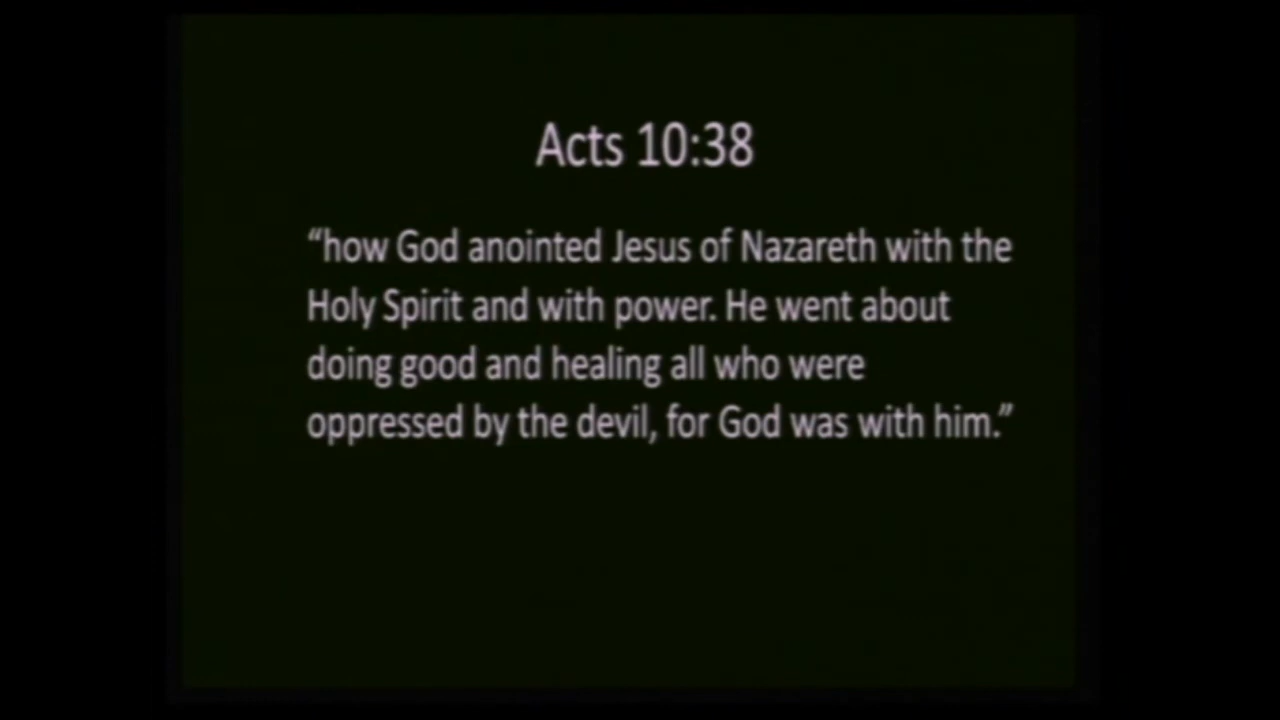 Acts 10:38
“how God anointed Jesus of Nazareth with the
Holy Spirit and with power. He went about
doing good and healing all who were
oppressed by the devil, for God was with him.”